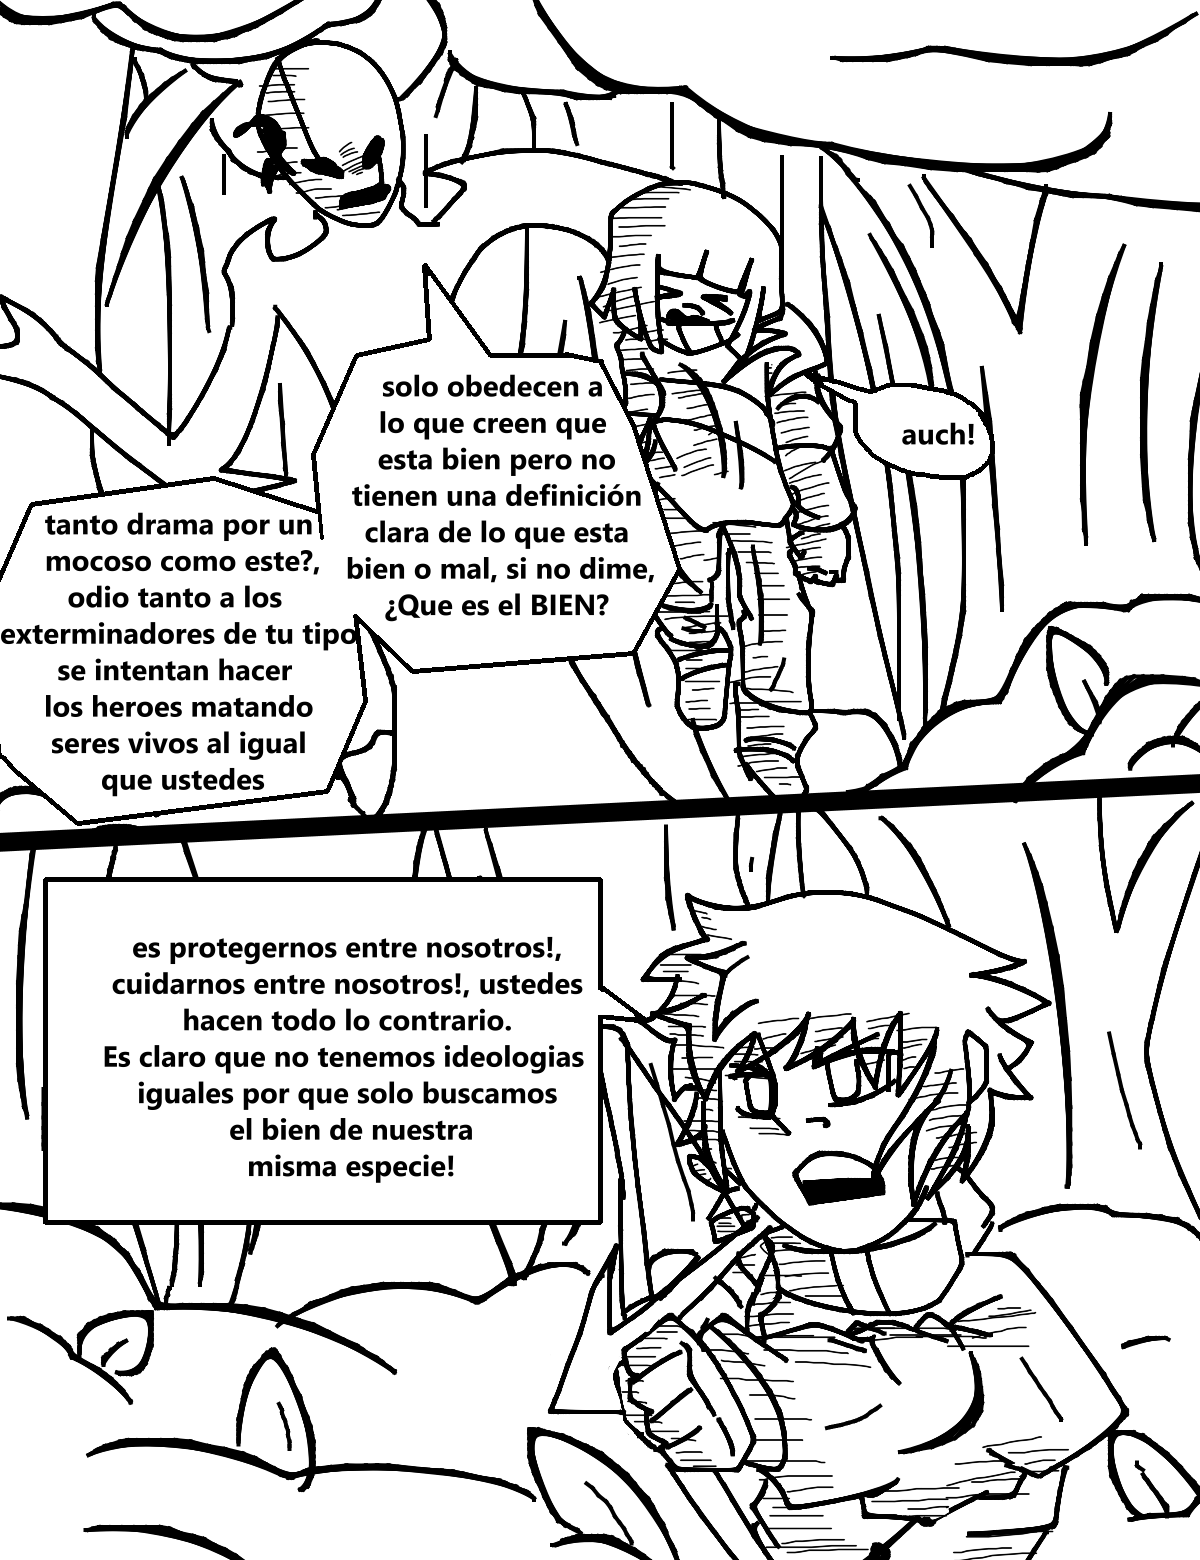 tanto drama por un
mocoso como este?,
odio tanto a los
exterminadores de tu tipo
se intentan hacer
los heroes matando
seres vivos al igual
que ustedes
solo obedecen a
lo que creen que
esta bien pero no
tienen una definición
clara de lo que esta
bien o mal, si no dime,
¿Que es el BIEN?
auch!
es protegernos entre nosotros!,
cuidarnos entre nosotros!, ustedes
hacen todo lo contrario.
Es claro que no tenemos ideologias
iguales por que solo buscamos
el bien de nuestra
misma especie!